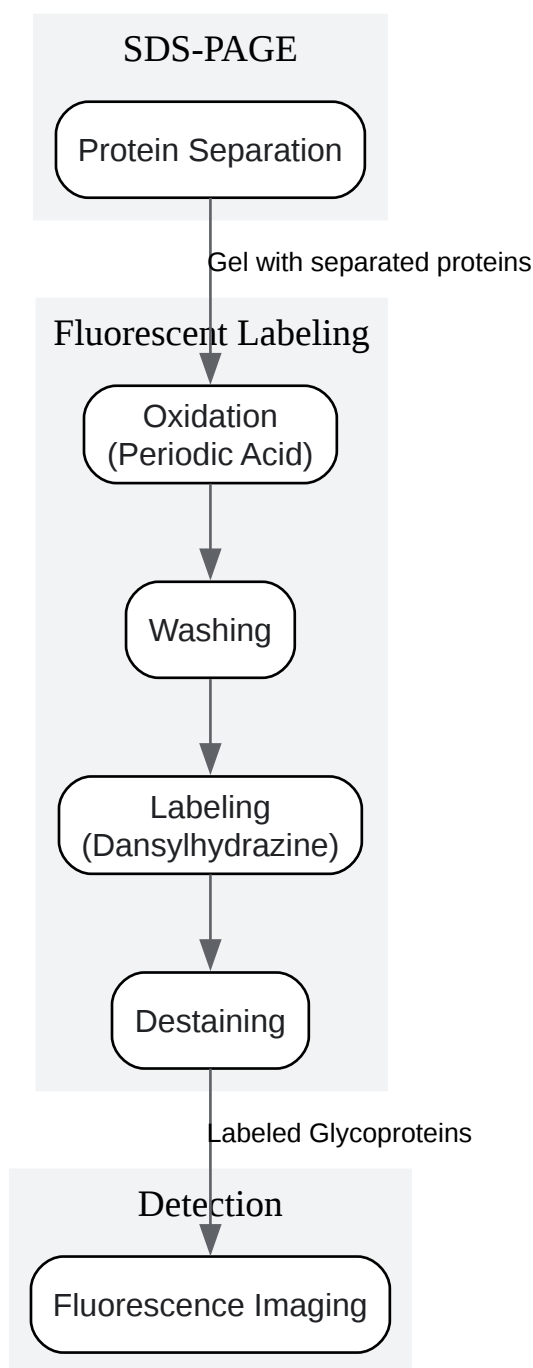 SDS-PAGE
Protein Separation
Gel with separated proteins
Fluorescent Labeling
Oxidation
(Periodic Acid)
Washing
Labeling
(Dansylhydrazine)
Destaining
Labeled Glycoproteins
Detection
Fluorescence Imaging